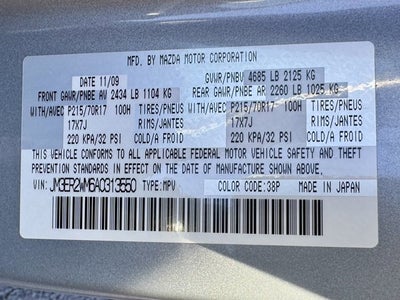 MFD. BY MAZDA MOTOR CORPORATION
DATE 11/09 GVWR/PNBV 4685 LB 2125 KG
FRONT GAWR/PNBE AV 2434 LB 1104 KG REAR GAWR/PNBE AR 2260 LB 1025 KG
WITH/AVEC P215/70R17 100H TIRES/PNEUS WITH/AVEC P215/70R17 100H TIRES/PNEUS
17X7J RIMS/JANTES 17X7J RIMS/JANTES
220 KPA/32 PSI COLD/A FROID 220 KPA/32 PSI COLD/A FROID
THIS VEHICLE CONFORMS TO ALL APPLICABLE FEDERAL MOTOR VEHICLE SAFETY AND
THEFT PREVENTION STANDARDS IN EFFECT ON THE DATE OF MANUFACTURE SHOWN ABOVE.
VIN: JM3ER2WM6A0313550 TYPE:MPV COLOR CODE:38P MADE IN JAPAN